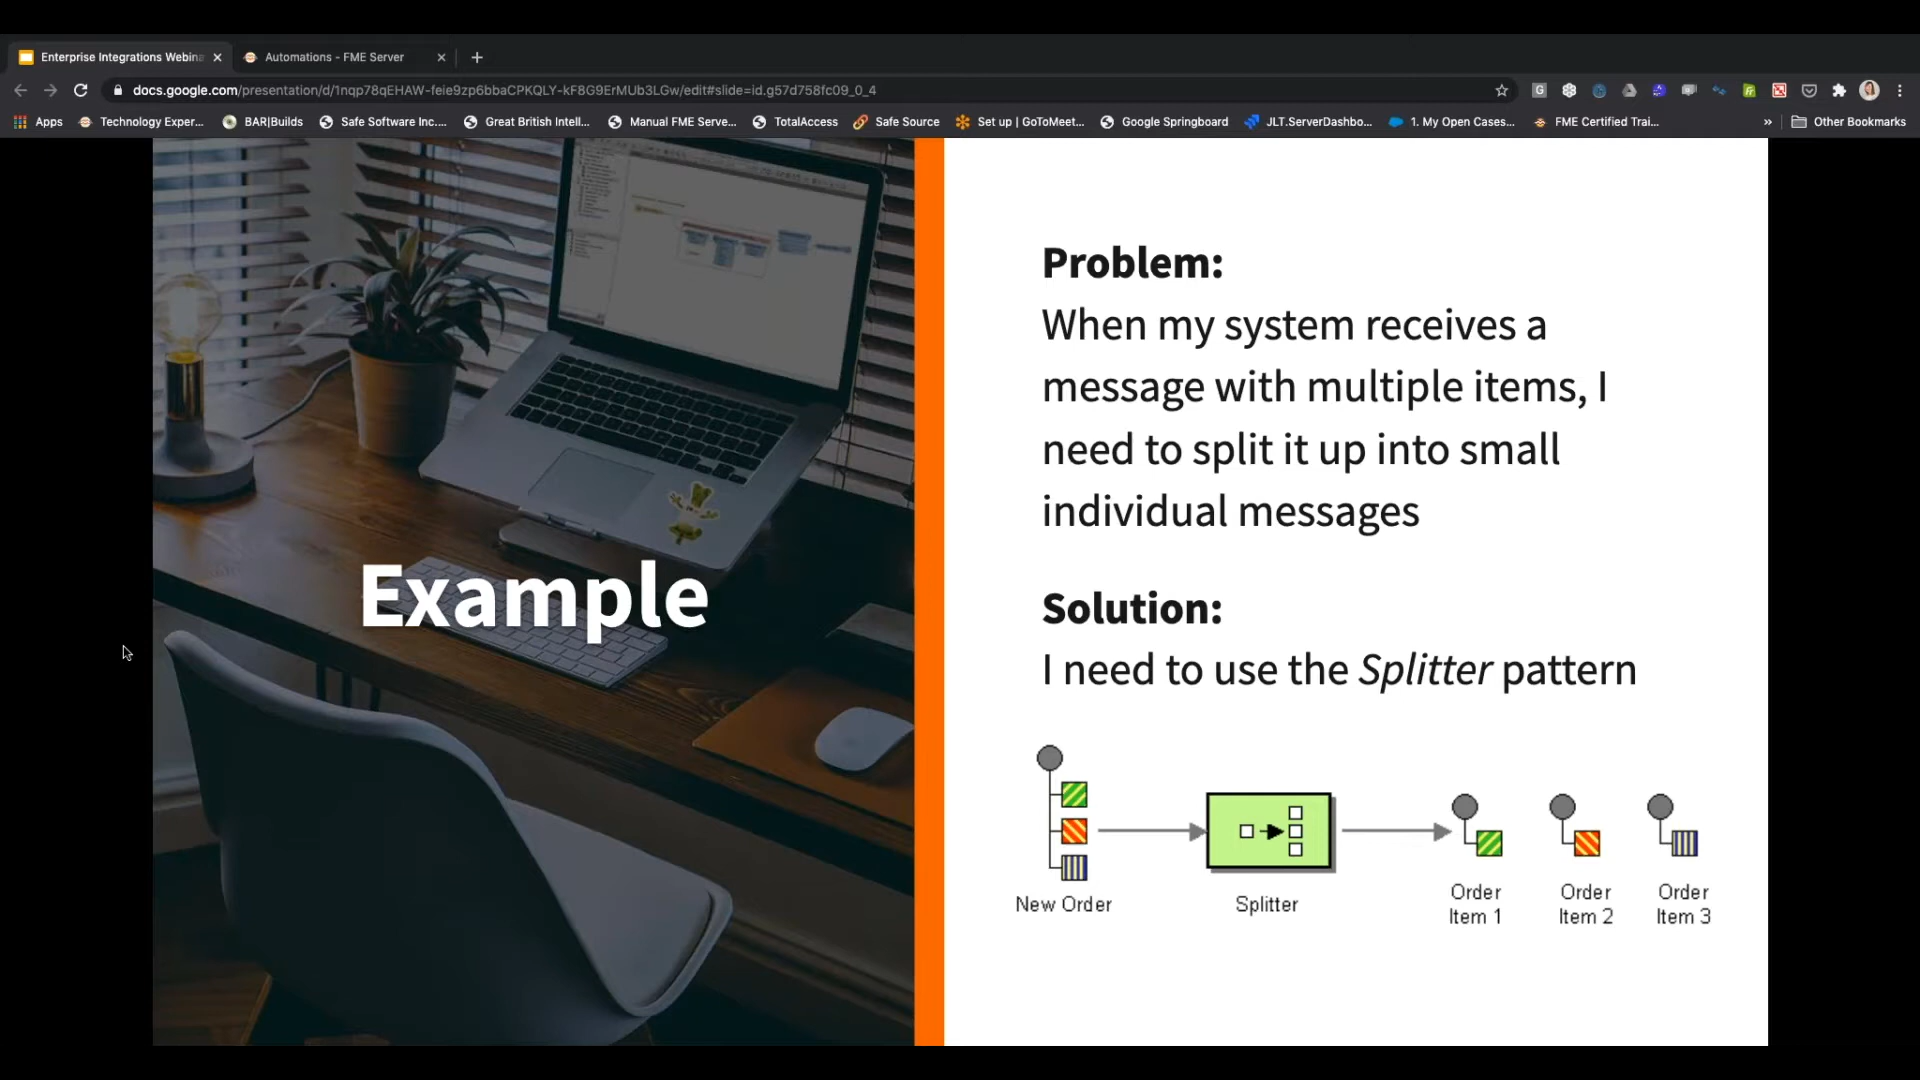 Enterprise Integrations Webina
Automations - FME Server
docs.google.com/presentation/d/1nqp78qEHAW-feie9zp6bbaCPKQLY-kF8G9ErMUb3LGw/edit#slide=id.g57d758fc09_0_4
Apps
Technology Exper...
BAR|Builds
Safe Software Inc....
Great British Intell...
Manual FME Serve...
TotalAccess
Safe Source
Set up | GoToMeet...
Google Springboard
JLT.ServerDashbo...
1. My Open Cases...
FME Certified Trai...
»
Other Bookmarks
Example
Problem:
When my system receives a
message with multiple items, I
need to split it up into small
individual messages
Solution:
I need to use the Splitter pattern
New Order
Splitter
Order
Item 1
Order
Item 2
Order
Item 3